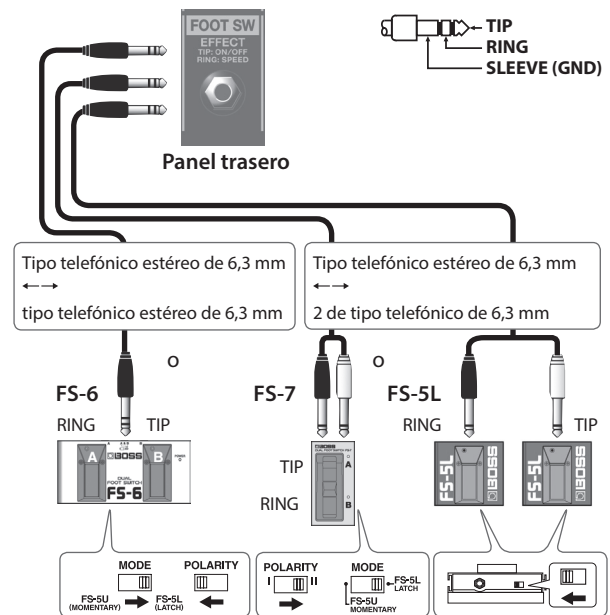 FOOT SW
EFFECT
TIP: ON/OFF
RING: SPEED
Panel trasero
TIP
RING
SLEEVE (GND)
Tipo telefónico estéreo de 6,3 mm
←→
tipo telefónico estéreo de 6,3 mm
Tipo telefónico estéreo de 6,3 mm
←→
2 de tipo telefónico de 6,3 mm
o
o
FS-6
RING
TIP
A
B
BOSS
DUAL
FOOT SWITCH
FS-6
FS-7
TIP
RING
BOSS
A
B
FS-5L
RING
TIP
FS-5L
BOSS
FS-5L
BOSS
MODE
POLARITY
FS-5U
(MOMENTARY)
FS-5L
(LATCH)
POLARITY
I
II
MODE
FS-5L
LATCH
FS-5U
MOMENTARY